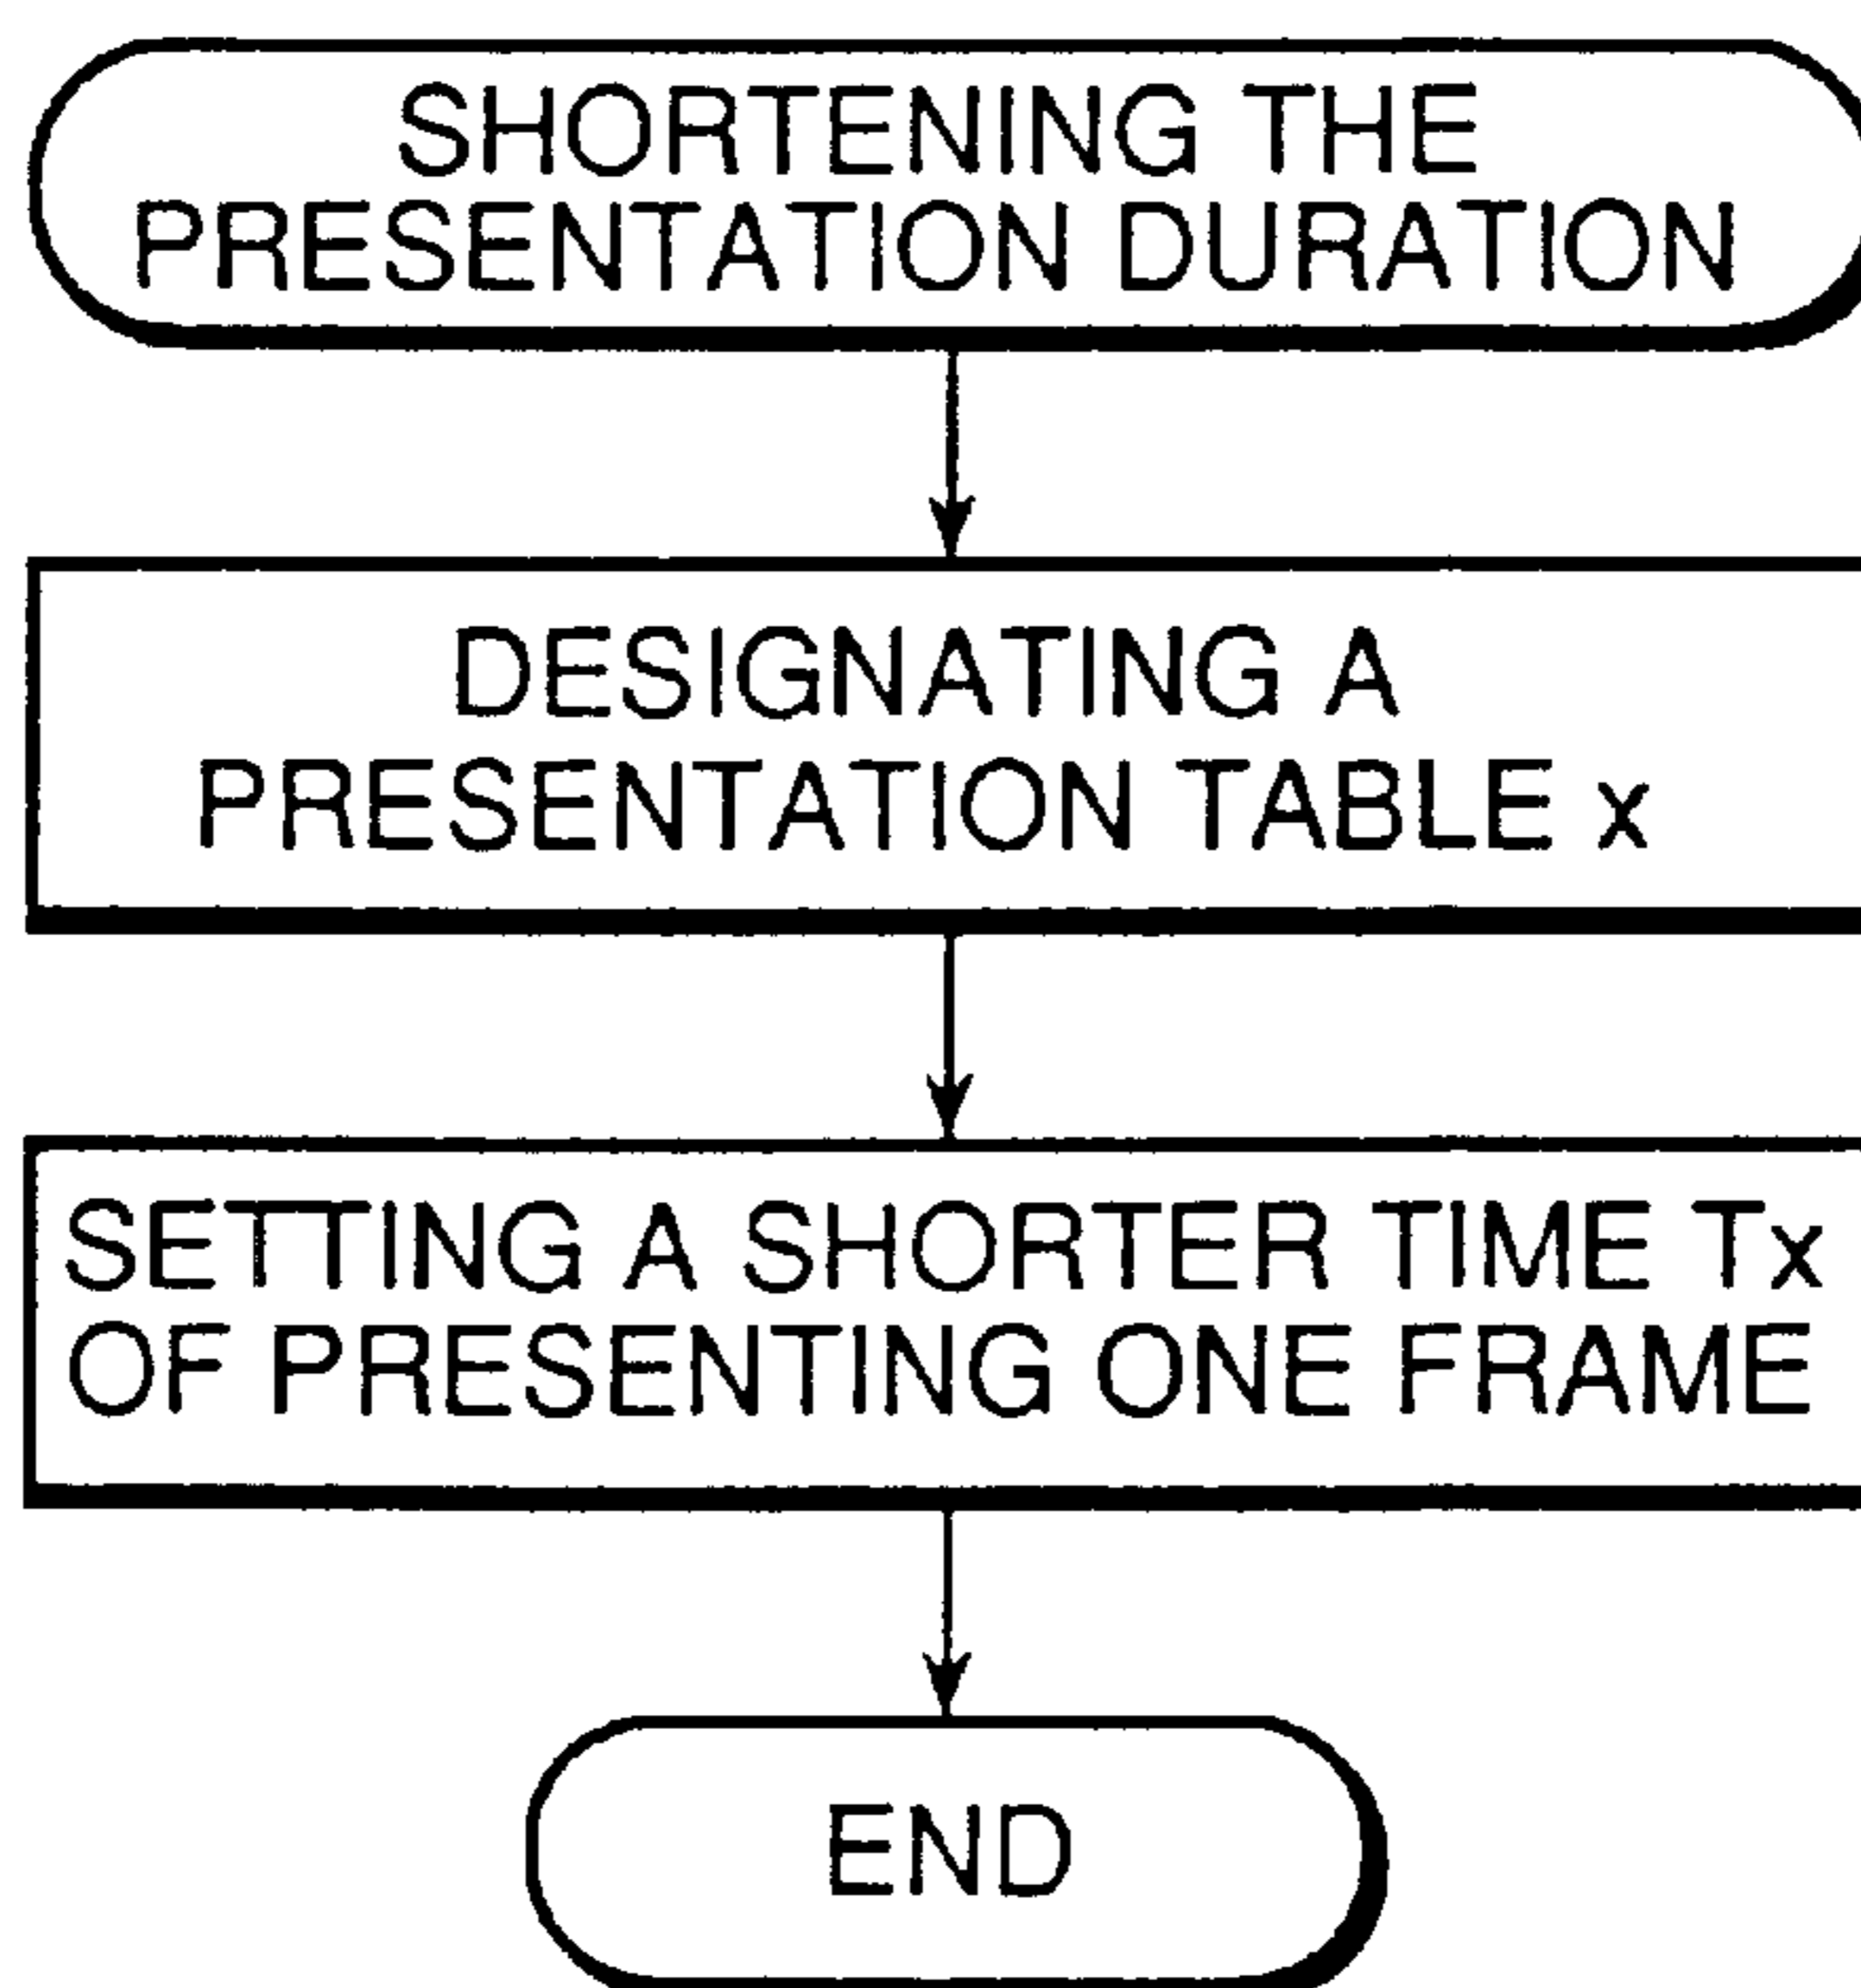 SHORTENING THE
PRESENTATION DURATION
DESIGNATING A
PRESENTATION TABLE x
SETTING A SHORTER TIME Tx
OF PRESENTING ONE FRAME
END